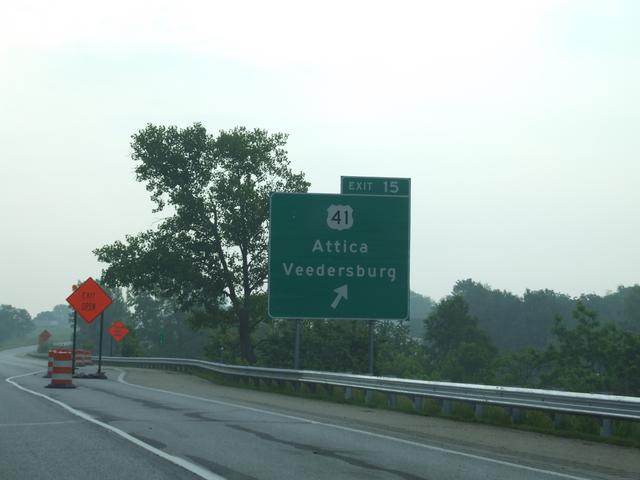 EXIT 15
41
Attica
Veedersburg
EXIT
OPEN